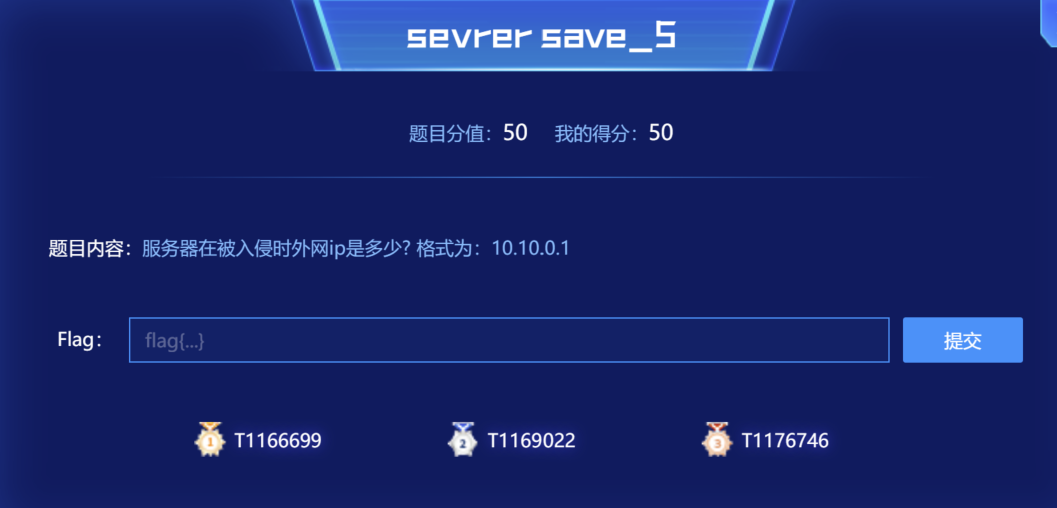 sevrer save_5
题目分值：50 我的得分：50
题目内容：服务器在被入侵时外网ip是多少? 格式为：10.10.0.1
Flag： flag{...} 提交
1 T1166699 2 T1169022 3 T1176746